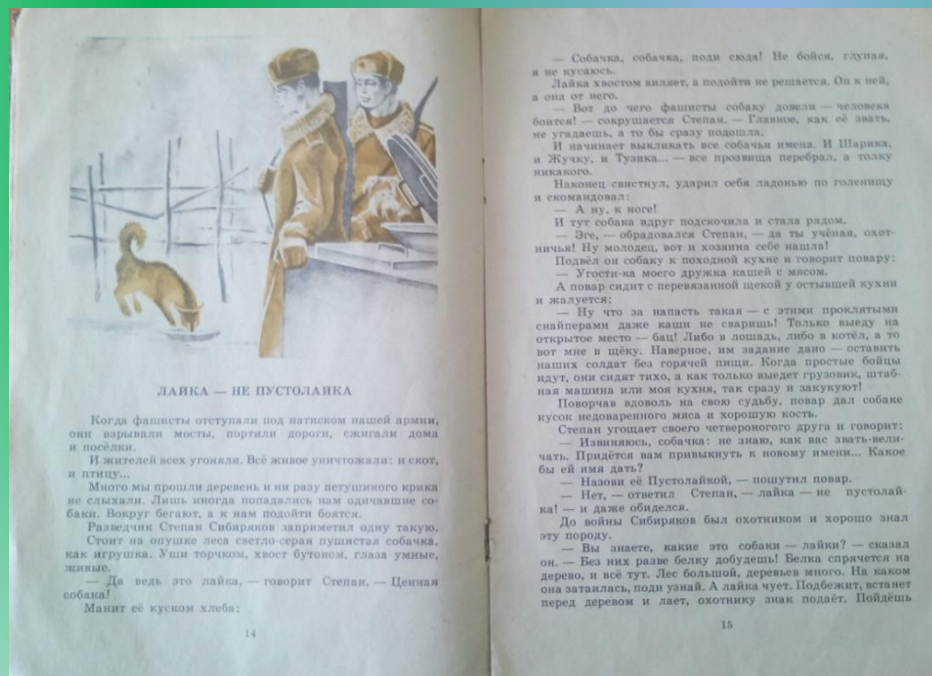 ЛАЙКА — НЕ ПУСТОЛАЙКА
Когда фашисты отступали под натиском нашей армии,
они взрывали мосты, портили дороги, сжигали дома
и посёлки.
И жителей всех угоняли. Всё живое уничтожали: и скот,
и птицу...
Много мы прошли деревень и ни разу петушиного крика
не слыхали. Лишь иногда попадались нам одичавшие со-
баки. Вокруг бегают, а к нам подойти боятся.
Разведчик Степан Сибиряков заприметил одну такую.
Стоит на опушке леса светло-серая пушистая собачка,
как игрушка. Уши торчком, хвост бутоном, глаза умные,
живые.
— Да ведь это лайка, — говорит Степан. — Ценная
собака!
Манит её куском хлеба:
14
— Собачка, собачка, поди сюда! Не бойся, глупая,
я не кусаюсь.
Лайка хвостом виляет, а подойти не решается. Он к ней,
а она от него.
— Вот до чего фашисты собаку довели — человека
боится! — сокрушается Степан. — Главное, как её звать,
не угадаешь, а то бы сразу подошла.
И начинает выкликать все собачьи имена. И Шарика,
и Жучку, и Тузика... — все прозвища перебрал, а толку
никакого.
Наконец свистнул, ударил себя ладонью по голенищу
и скомандовал:
— А ну, к ноге!
И тут собака вдруг подскочила и стала рядом.
— Эге, — обрадовался Степан, — да ты учёная, охот-
ничья! Ну молодец, вот и хозяина себе нашла!
Подвёл он собаку к походной кухне и говорит повару:
— Угости-ка моего дружка кашей с мясом.
А повар сидит с перевязанной щекой у остывшей кухни
и жалуется:
— Ну что за напасть такая — с этими проклятыми
снайперами даже каши не сваришь! Только выеду на
открытое место — бац! Либо в лошадь, либо в котёл, а то
вот мне в щёку. Наверное, им задание дано — оставить
наших солдат без горячей пищи. Когда простые бойцы
идут, они сидят тихо, а как только выедет грузовик, штаб-
ная машина или моя кухня, так сразу и закукуют!
Поворчав вдоволь на свою судьбу, повар дал собаке
кусок недоваренного мяса и хорошую кость.
Степан угощает своего четвероногого друга и говорит:
— Извиняюсь, собачка: не знаю, как вас звать-вели-
чать. Придётся вам привыкнуть к новому имени... Какое
бы ей имя дать?
— Назови её Пустолайкой, — пошутил повар.
— Нет, — ответил Степан, — лайка — не пустолай-
ка! — и даже обиделся.
До войны Сибиряков был охотником и хорошо знал
эту породу.
— Вы знаете, какие это собаки — лайки? — сказал
он. — Без них разве белку добудешь! Белка спрячется на
дерево, и всё тут. Лес большой, деревьев много. На каком
она затаилась, поди узнай. А лайка чует. Подбежит, встанет
перед деревом и лает, охотнику знак подаёт. Пойдёшь
15